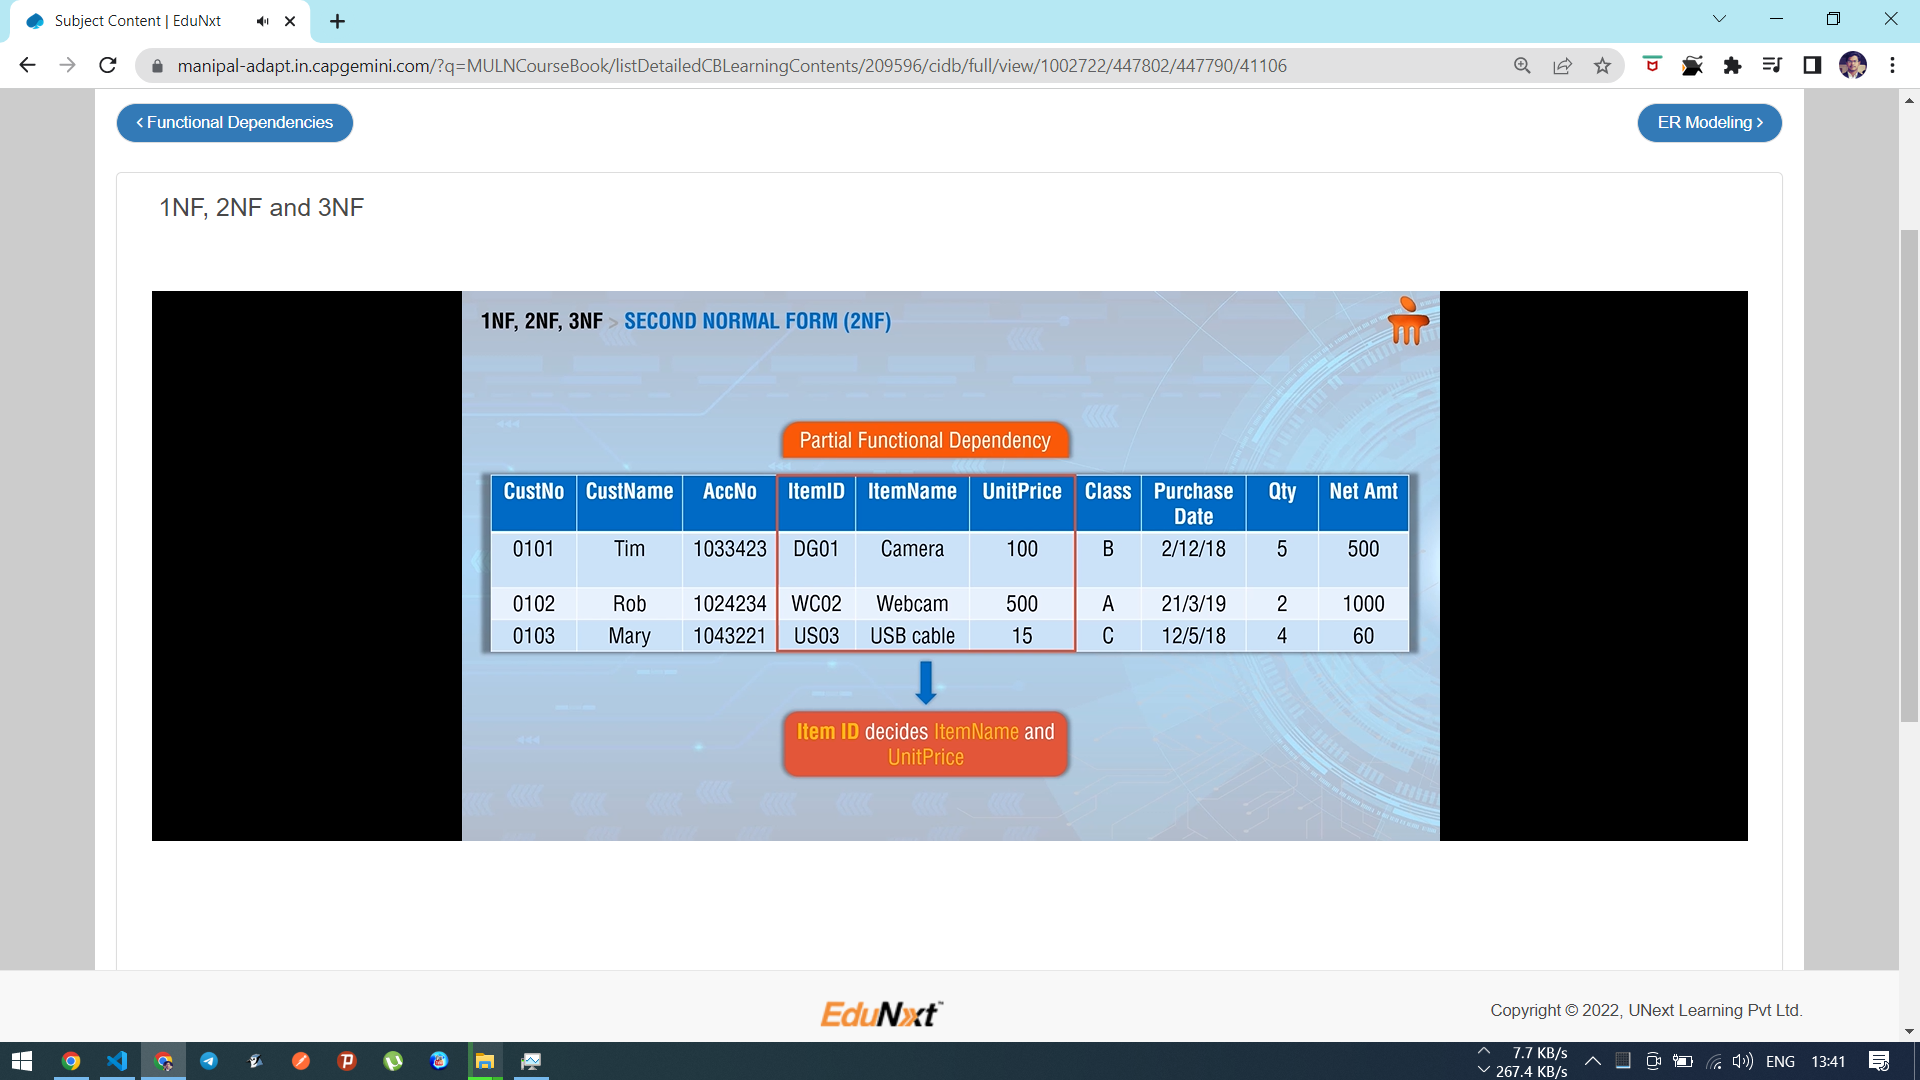 Subject Content | EduNxt
manipal-adapt.in.capgemini.com/?q=MULNCourseBook/listDetailedCBLearningContents/209596/cidb/full/view/1002722/447802/447790/41106
< Functional Dependencies
ER Modeling >
1NF, 2NF and 3NF
1NF, 2NF, 3NF > SECOND NORMAL FORM (2NF)
Partial Functional Dependency
CustNo CustName AccNo ItemID ItemName UnitPrice Class Purchase Date Qty Net Amt
0101 Tim 1033423 DG01 Camera 100 B 2/12/18 5 500
0102 Rob 1024234 WC02 Webcam 500 A 21/3/19 2 1000
0103 Mary 1043221 US03 USB cable 15 C 12/5/18 4 60
Item ID decides ItemName and
UnitPrice
EduNxt™
Copyright © 2022, UNext Learning Pvt Ltd.
7.7 KB/s
267.4 KB/s
ENG
13:41